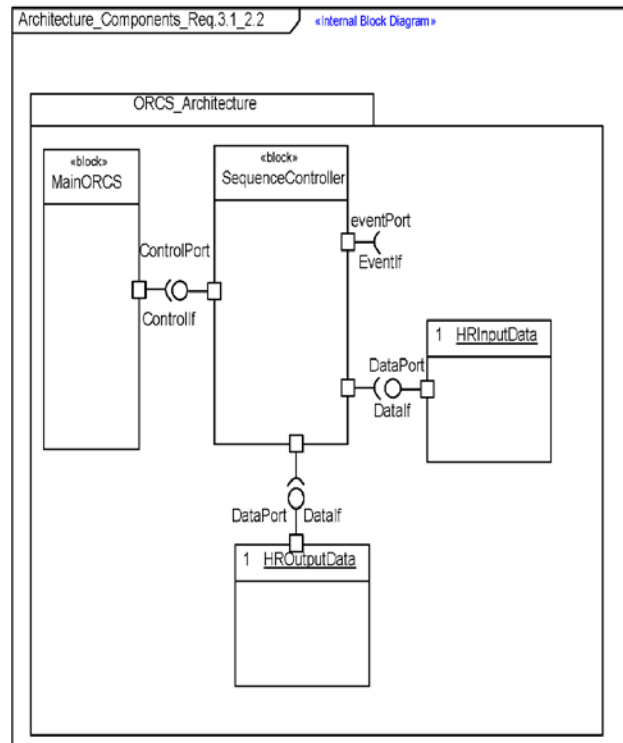 Architecture_Components_Req.3.1_2.2
«Internal Block Diagram»
ORCS_Architecture
«block»
MainORCS
«block»
SequenceController
eventPort
EventIf
ControlPort
ControlIf
1 HRInputData
DataPort
DataIf
DataPort DataIf
1 HROutputData